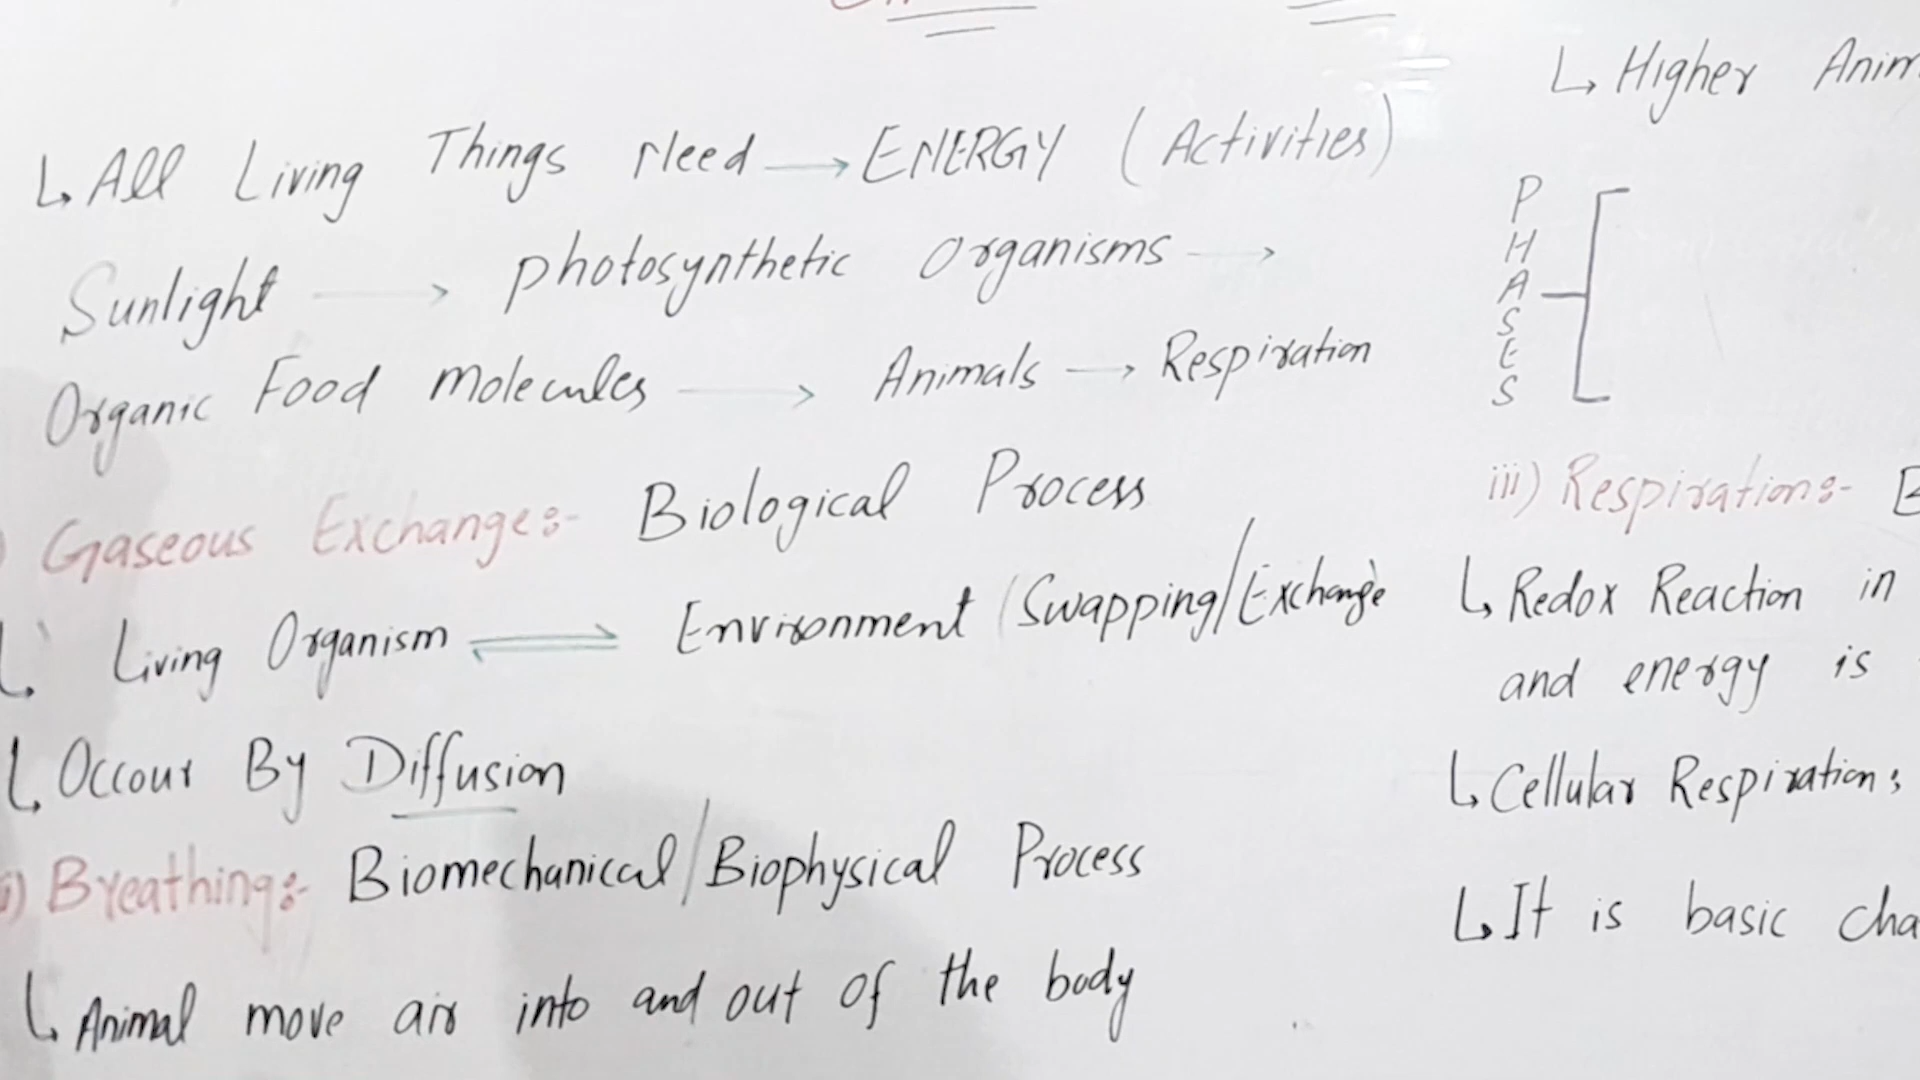 ↳ All Living Things Need → ENERGY (Activities)
Sunlight → photosynthetic Organisms →
Organic Food Molecules → Animals → Respiration
Gaseous Exchange:- Biological Process
↳ Living Organism ⇌ Environment (Swapping/Exchange
↳ Occour By Diffusion
i) Breathing:- Biomechanical/Biophysical Process
↳ Animal move air into and out of the body
↳ Higher Anim
PHASES
iii) Respiration:-
↳ Redox Reaction in
and energy is
↳ Cellular Respiration:
↳ It is basic cha